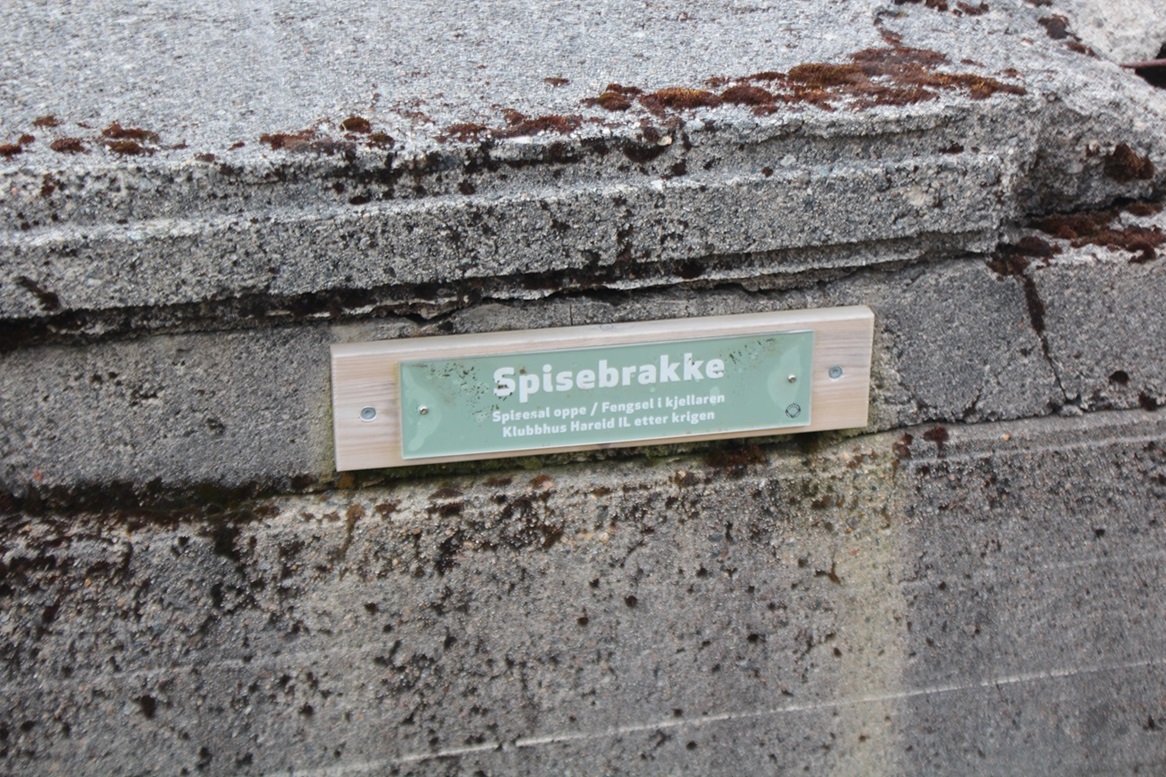 Spisebrakke
Spisesal oppe / Fengsel i kjellaren
Klubbhus Hareid IL etter krigen